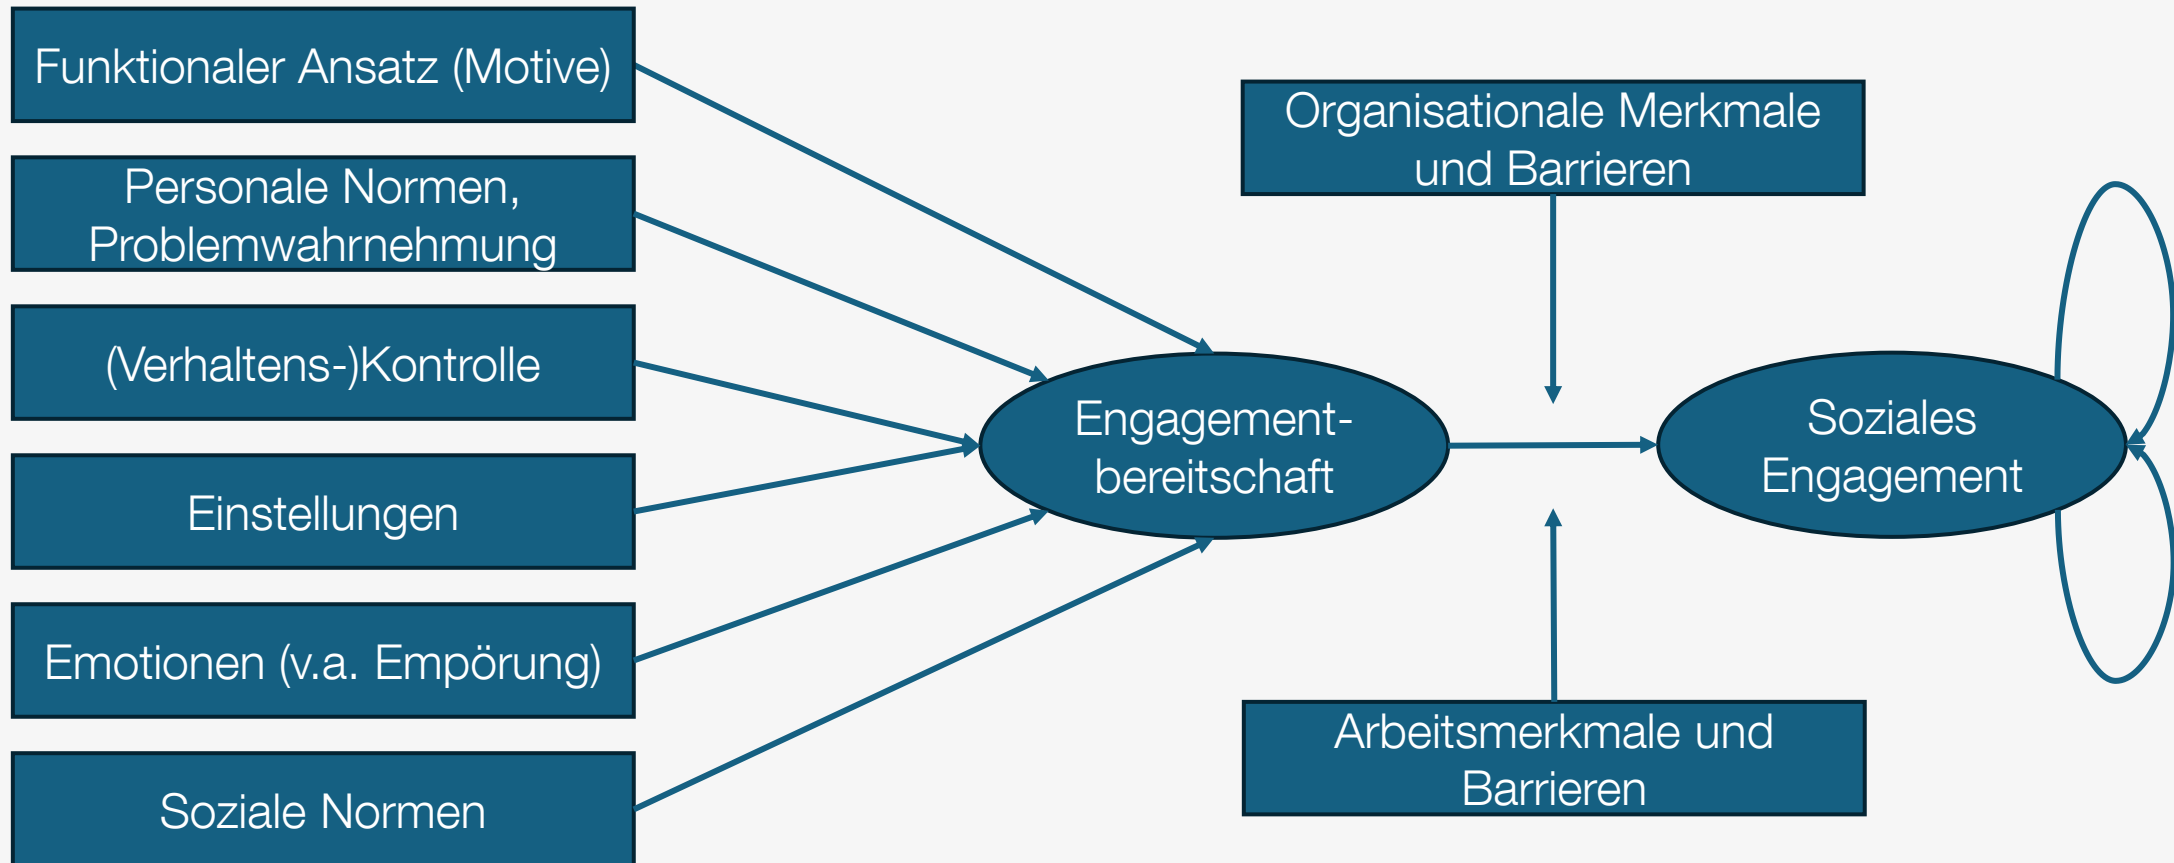 Funktionaler Ansatz (Motive)
Personale Normen,
Problemwahrnehmung
(Verhaltens-)Kontrolle
Einstellungen
Emotionen (v.a. Empörung)
Soziale Normen
Engagement-
bereitschaft
Organisationale Merkmale
und Barrieren
Arbeitsmerkmale und
Barrieren
Soziales
Engagement